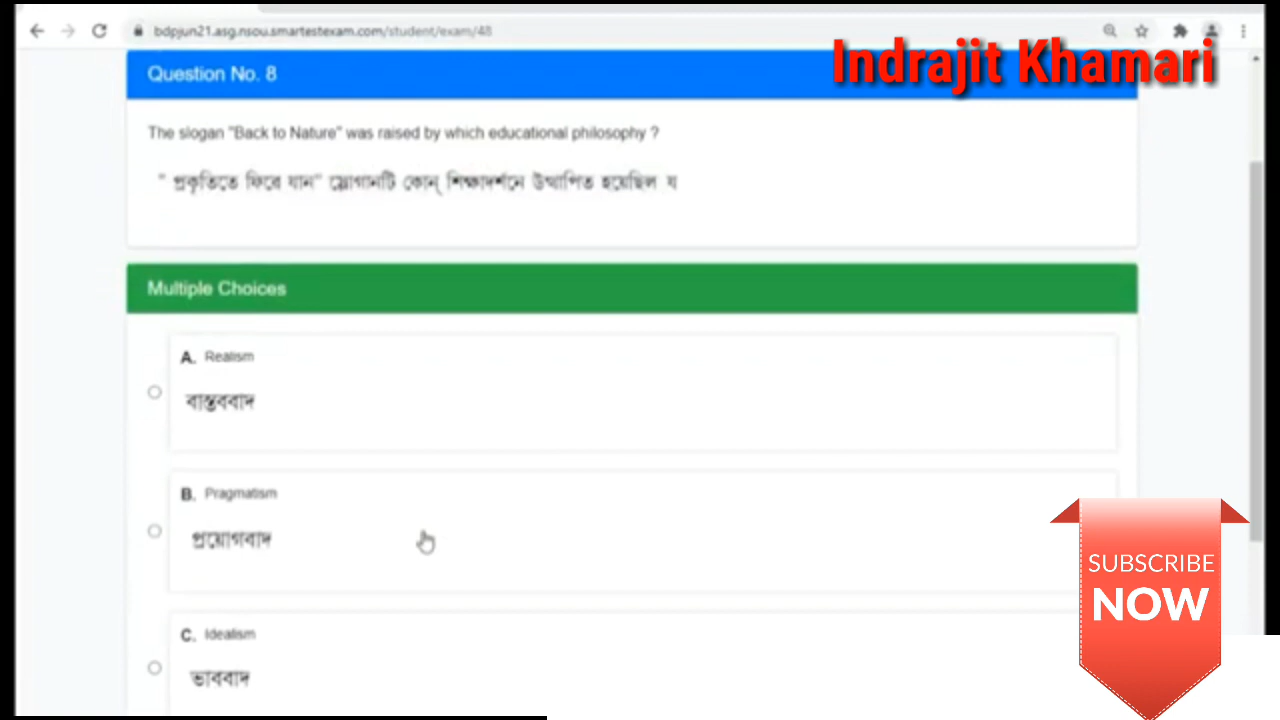 bdpjun21.asg.nsou.smartestexam.com/student/exam/48
Indrajit Khamari
Question No. 8
The slogan "Back to Nature" was raised by which educational philosophy ?
" প্রকৃতিতে ফিরে যান" স্লোগানটি কোন্ শিক্ষাদর্শনে উত্থাপিত হয়েছিল য
Multiple Choices
A. Realism
বাস্তববাদ
B. Pragmatism
প্রয়োগবাদ
C. Idealism
ভাববাদ
SUBSCRIBE
NOW